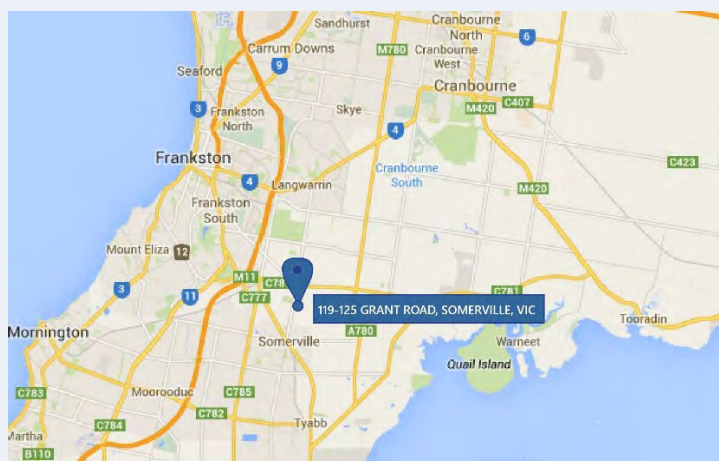 Sandhurst
Cranbourne
North
6
Carrum Downs
M780
Cranbourne
West
Seaford
9
Cranbourne
M420
C407
3
Frankston
North
Skye
4
Frankston
Cranbourne
South
C423
4
Langwarrin
M420
Frankston
South
Mount Eliza
12
M11
C781
3
11
C777
119-125 GRANT ROAD, SOMERVILLE, VIC
Tooradin
Mornington
A780
Somerville
Warneet
Quail Island
C783
Moorooduc
C785
C782
Tyabb
C784
Martha
B110